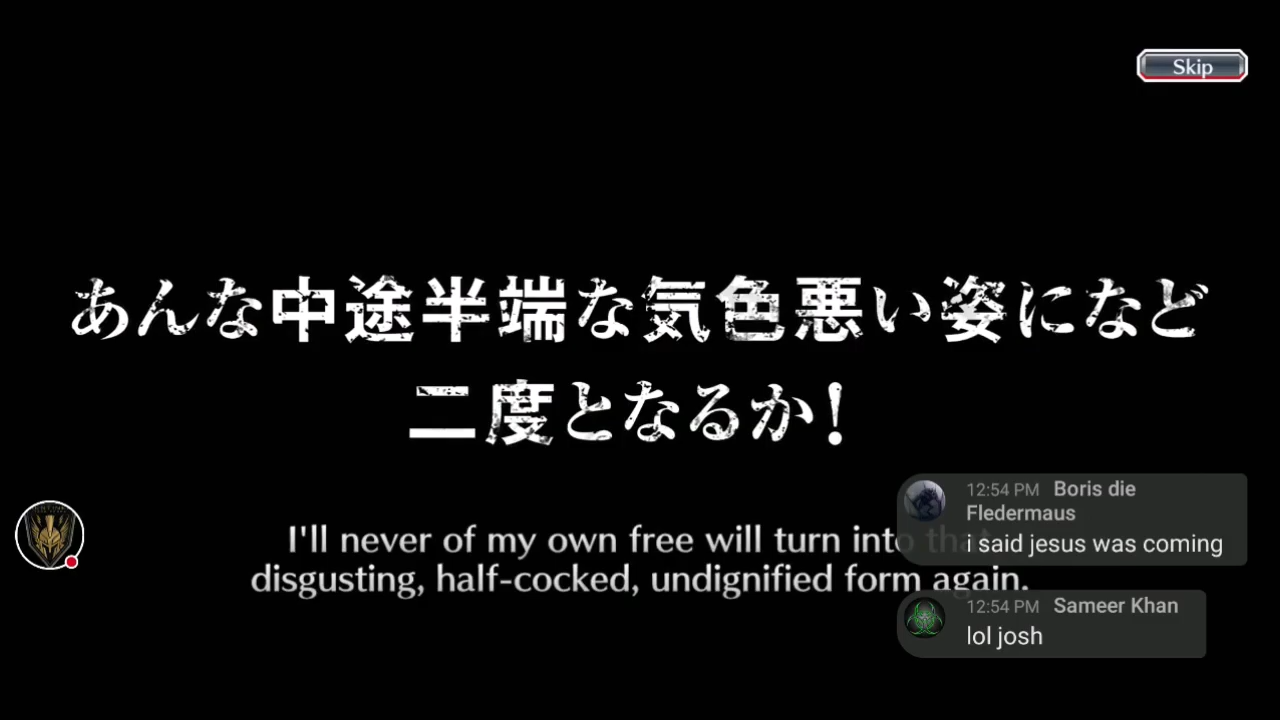 Skip
あんな中途半端な気色悪い姿になど
二度となるか!
I'll never of my own free will turn into that
disgusting, half-cocked, undignified form again.
12:54 PM Boris die
Fledermaus
i said jesus was coming
12:54 PM Sameer Khan
lol josh